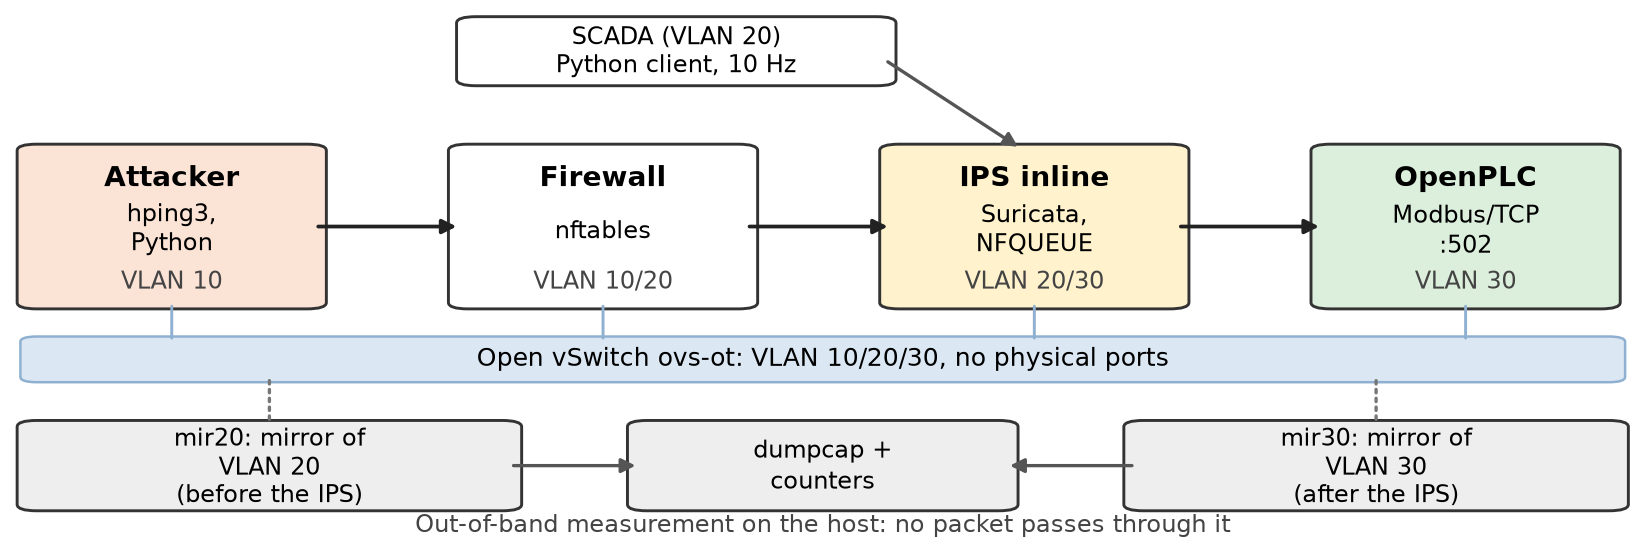 SCADA (VLAN 20)
Python client, 10 Hz
Attacker
hping3,
Python
VLAN 10
Firewall
nftables
VLAN 10/20
IPS inline
Suricata,
NFQUEUE
VLAN 20/30
OpenPLC
Modbus/TCP
:502
VLAN 30
Open vSwitch ovs-ot: VLAN 10/20/30, no physical ports
mir20: mirror of
VLAN 20
(before the IPS)
dumpcap +
counters
mir30: mirror of
VLAN 30
(after the IPS)
Out-of-band measurement on the host: no packet passes through it